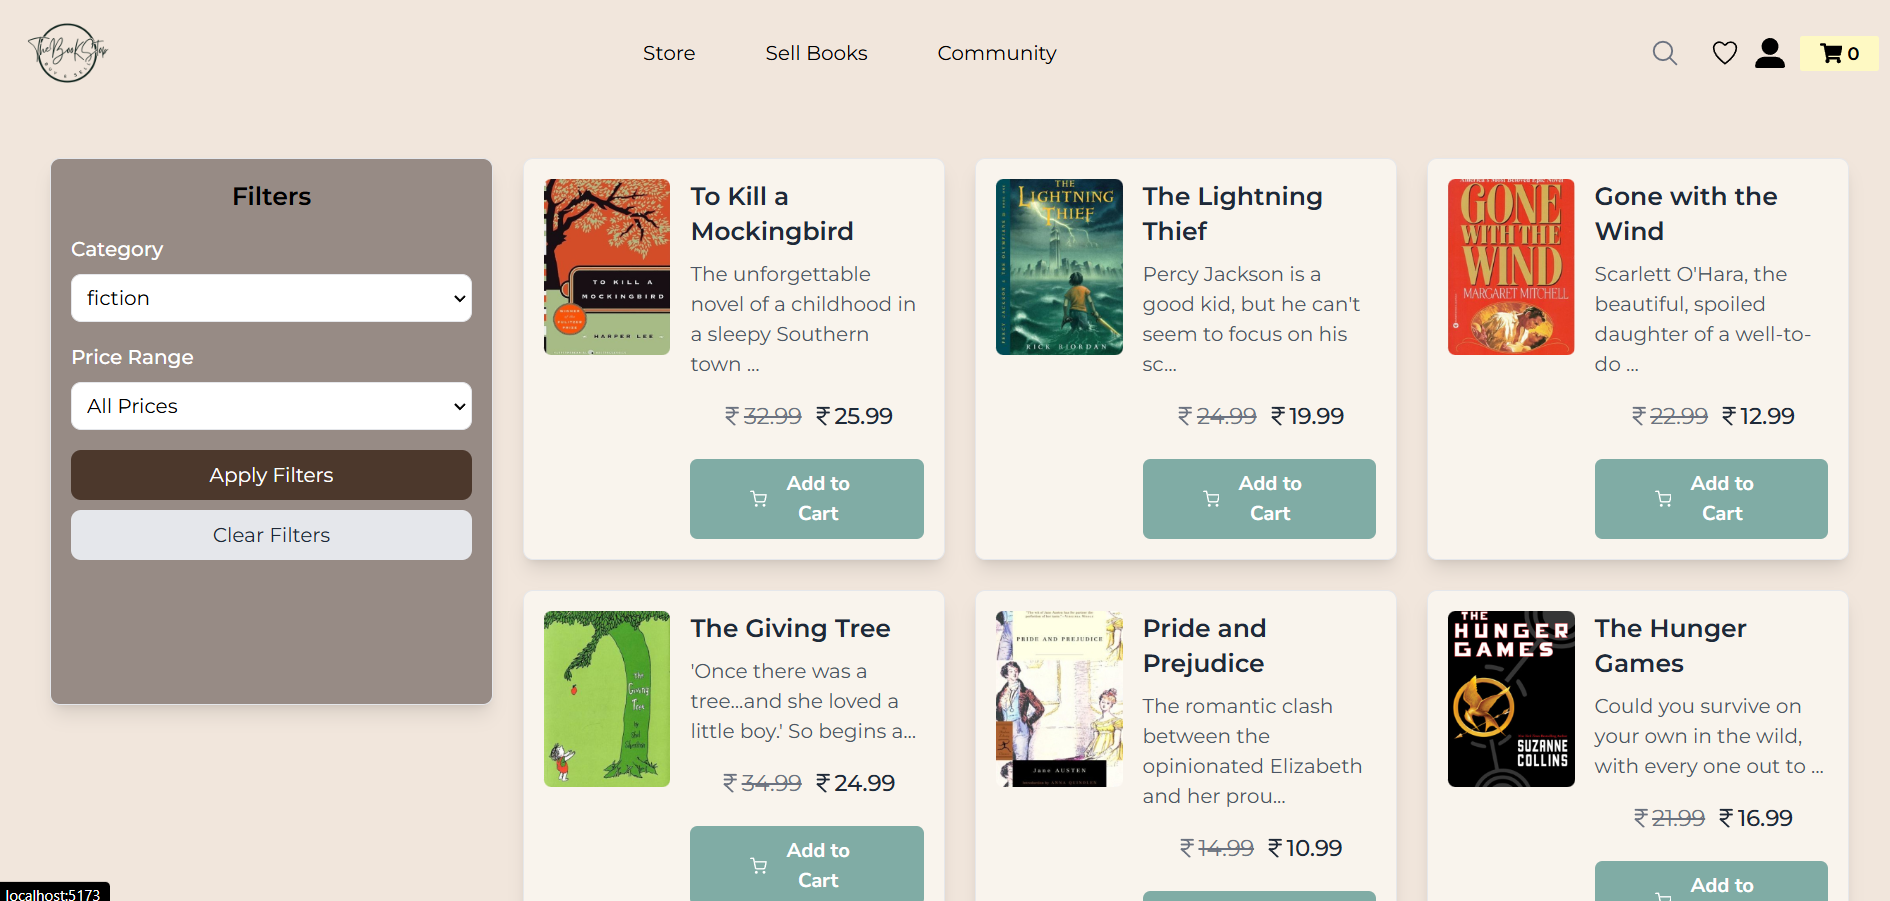 TheBookStop
BUY & SELL
Store
Sell Books
Community
0
Filters
Category
fiction
Price Range
All Prices
Apply Filters
Clear Filters
TO KILL A
MOCKINGBIRD
HARPER LEE
To Kill a
Mockingbird
The unforgettable
novel of a childhood in
a sleepy Southern
town ...
₹32.99 ₹25.99
Add to
Cart
THE
LIGHTNING
THIEF
RICK RIORDAN
The Lightning
Thief
Percy Jackson is a
good kid, but he can't
seem to focus on his
sc...
₹24.99 ₹19.99
Add to
Cart
GONE
WITH THE
WIND
MARGARET MITCHELL
Gone with the
Wind
Scarlett O'Hara, the
beautiful, spoiled
daughter of a well-to-
do ...
₹22.99 ₹12.99
Add to
Cart
the
Giving
Tree
The Giving Tree
'Once there was a
tree...and she loved a
little boy.' So begins a...
₹34.99 ₹24.99
Add to
Cart
PRIDE AND PREJUDICE
Jane AUSTEN
Pride and
Prejudice
The romantic clash
between the
opinionated Elizabeth
and her prou...
₹14.99 ₹10.99
THE
HUNGER
GAMES
SUZANNE
COLLINS
The Hunger
Games
Could you survive on
your own in the wild,
with every one out to ...
₹21.99 ₹16.99
Add to
localhost:5173